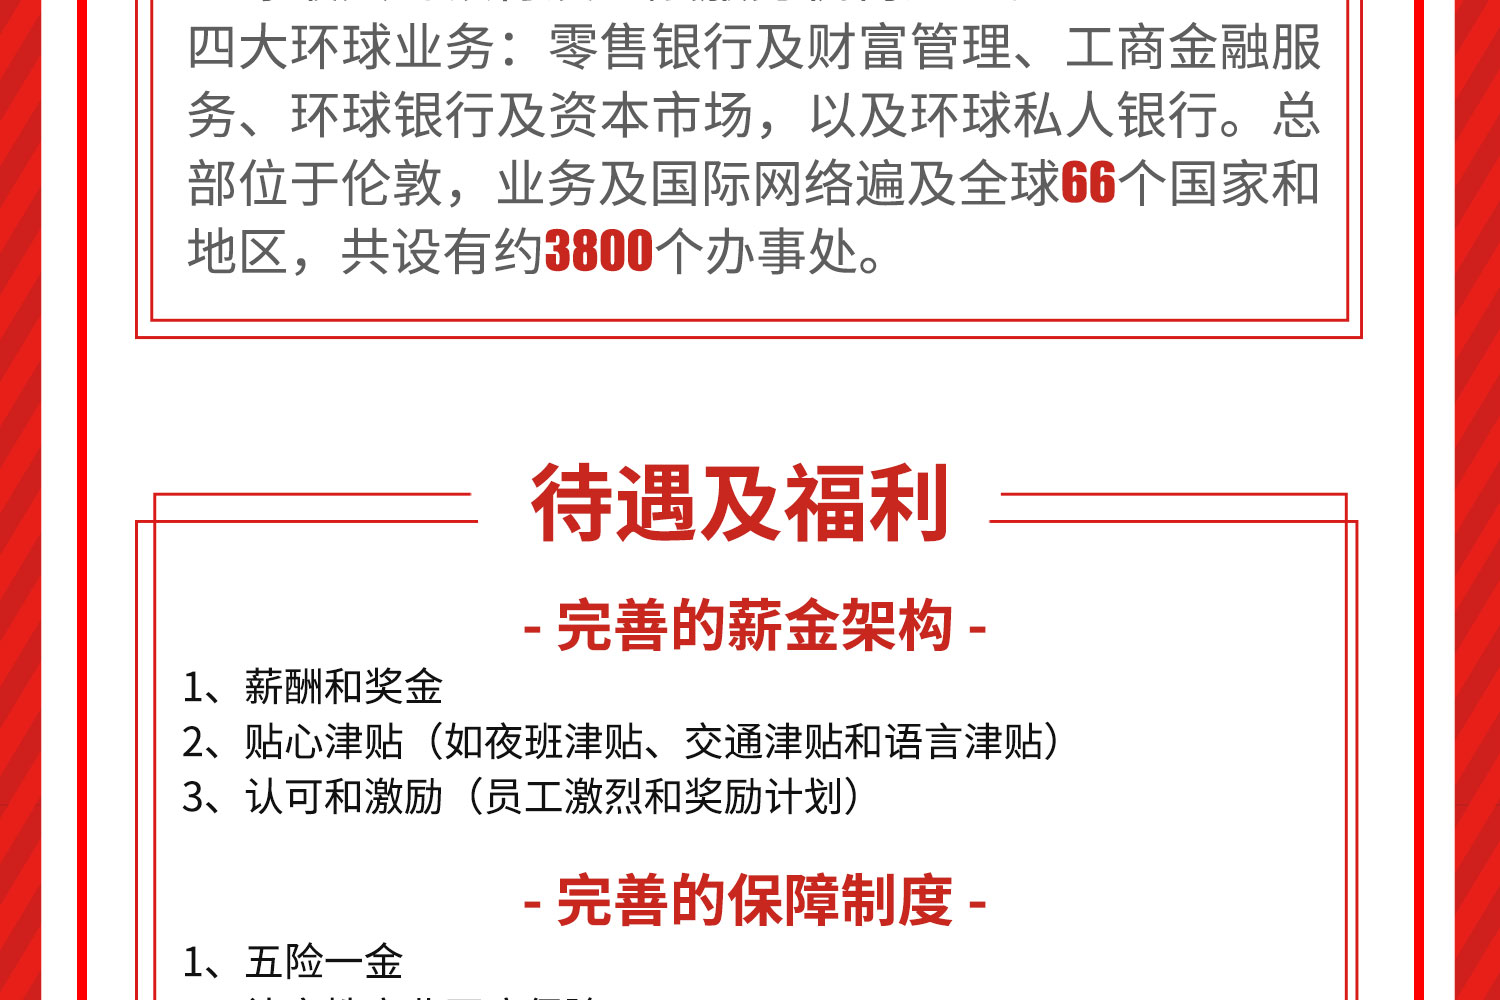 四大环球业务：零售银行及财富管理、工商金融服
务、环球银行及资本市场，以及环球私人银行。总
部位于伦敦，业务及国际网络遍及全球66个国家和
地区，共设有约3800个办事处。
待遇及福利
- 完善的薪金架构 -
1、薪酬和奖金
2、贴心津贴（如夜班津贴、交通津贴和语言津贴）
3、认可和激励（员工激烈和奖励计划）
- 完善的保障制度 -
1、五险一金